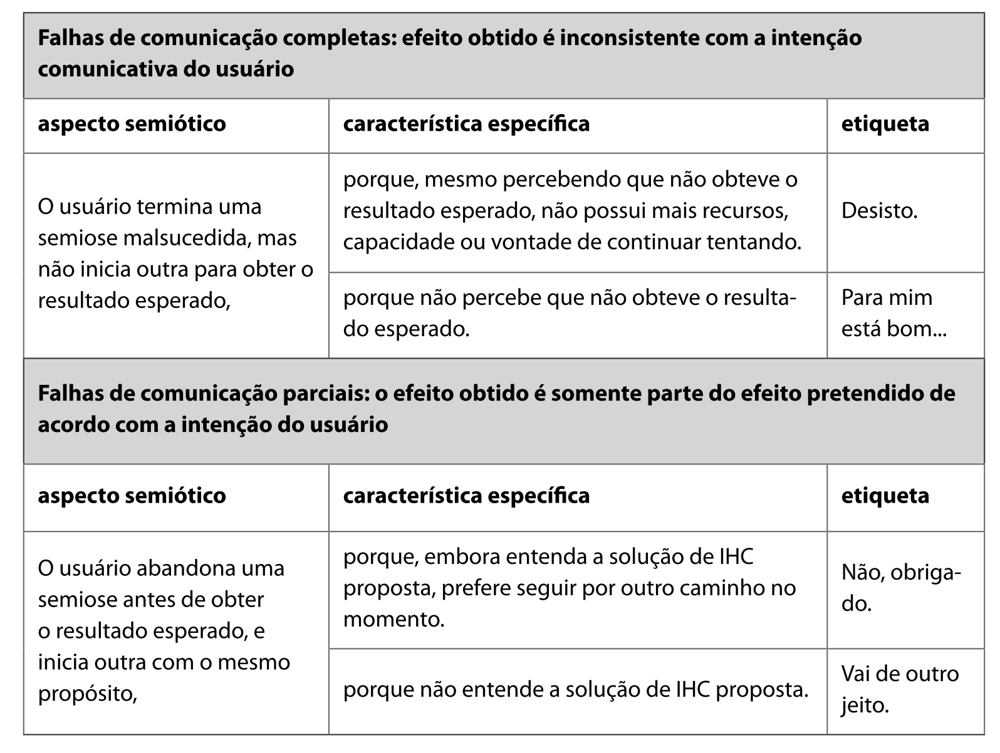 Falhas de comunicação completas: efeito obtido é inconsistente com a intenção
comunicativa do usuário
aspecto semiótico
característica específica
etiqueta
O usuário termina uma
semiose malsucedida, mas
não inicia outra para obter o
resultado esperado,
porque, mesmo percebendo que não obteve o
resultado esperado, não possui mais recursos,
capacidade ou vontade de continuar tentando.
Desisto.
porque não percebe que não obteve o resulta-
do esperado.
Para mim
está bom...
Falhas de comunicação parciais: o efeito obtido é somente parte do efeito pretendido de
acordo com a intenção do usuário
aspecto semiótico
característica específica
etiqueta
O usuário abandona uma
semiose antes de obter
o resultado esperado, e
inicia outra com o mesmo
propósito,
porque, embora entenda a solução de IHC
proposta, prefere seguir por outro caminho no
momento.
Não, obriga-
do.
porque não entende a solução de IHC proposta.
Vai de outro
jeito.